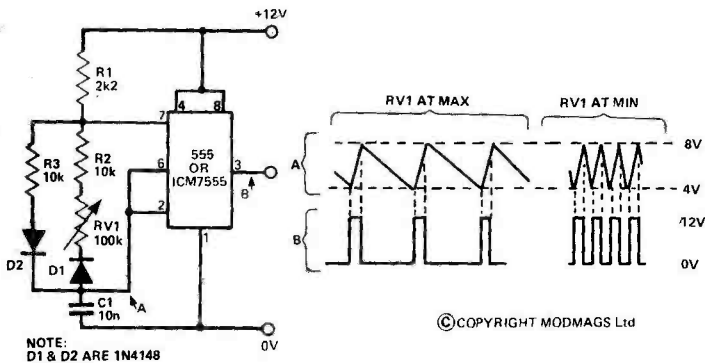 +12V
R1
2k2
7
4
8
R3
10k
R2
10k
6
555
OR
ICM7555
3
B
2
RV1
100k
1
D2
D1
A
C1
10n
0V
NOTE:
D1 & D2 ARE 1N4148
RV1 AT MAX
RV1 AT MIN
A
8V
4V
B
12V
0V
©COPYRIGHT MODMAGS Ltd